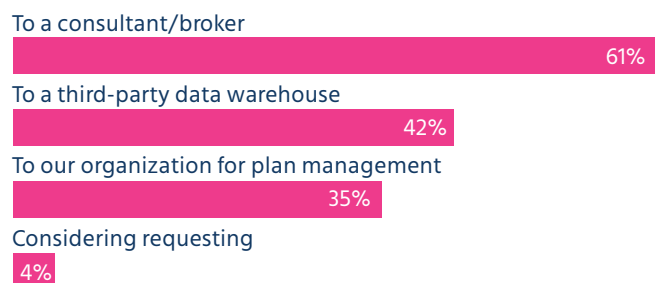 To a consultant/broker
61%
To a third-party data warehouse
42%
To our organization for plan management
35%
Considering requesting
4%